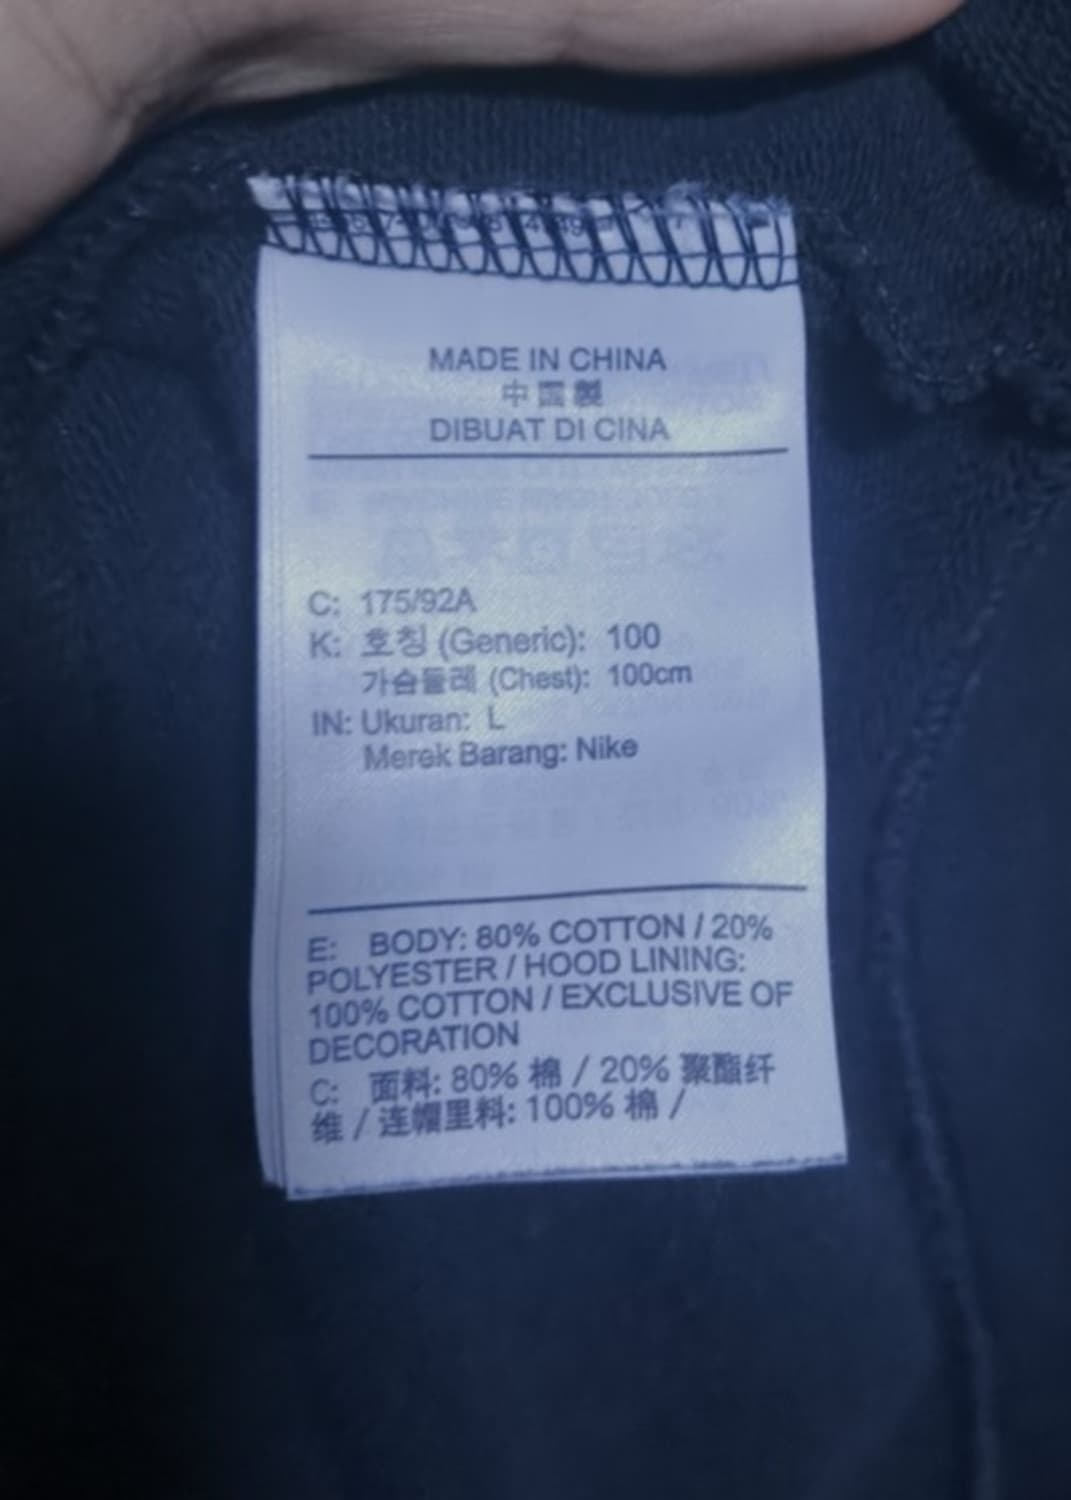 MADE IN CHINA
中国製
DIBUAT DI CINA
C: 175/92A
K: 호칭 (Generic): 100
가슴둘레 (Chest): 100cm
IN: Ukuran: L
Merek Barang: Nike
E: BODY: 80% COTTON / 20%
POLYESTER / HOOD LINING:
100% COTTON / EXCLUSIVE OF
DECORATION
C: 面料: 80% 棉 / 20% 聚酯纤
维 / 连帽里料: 100% 棉 /